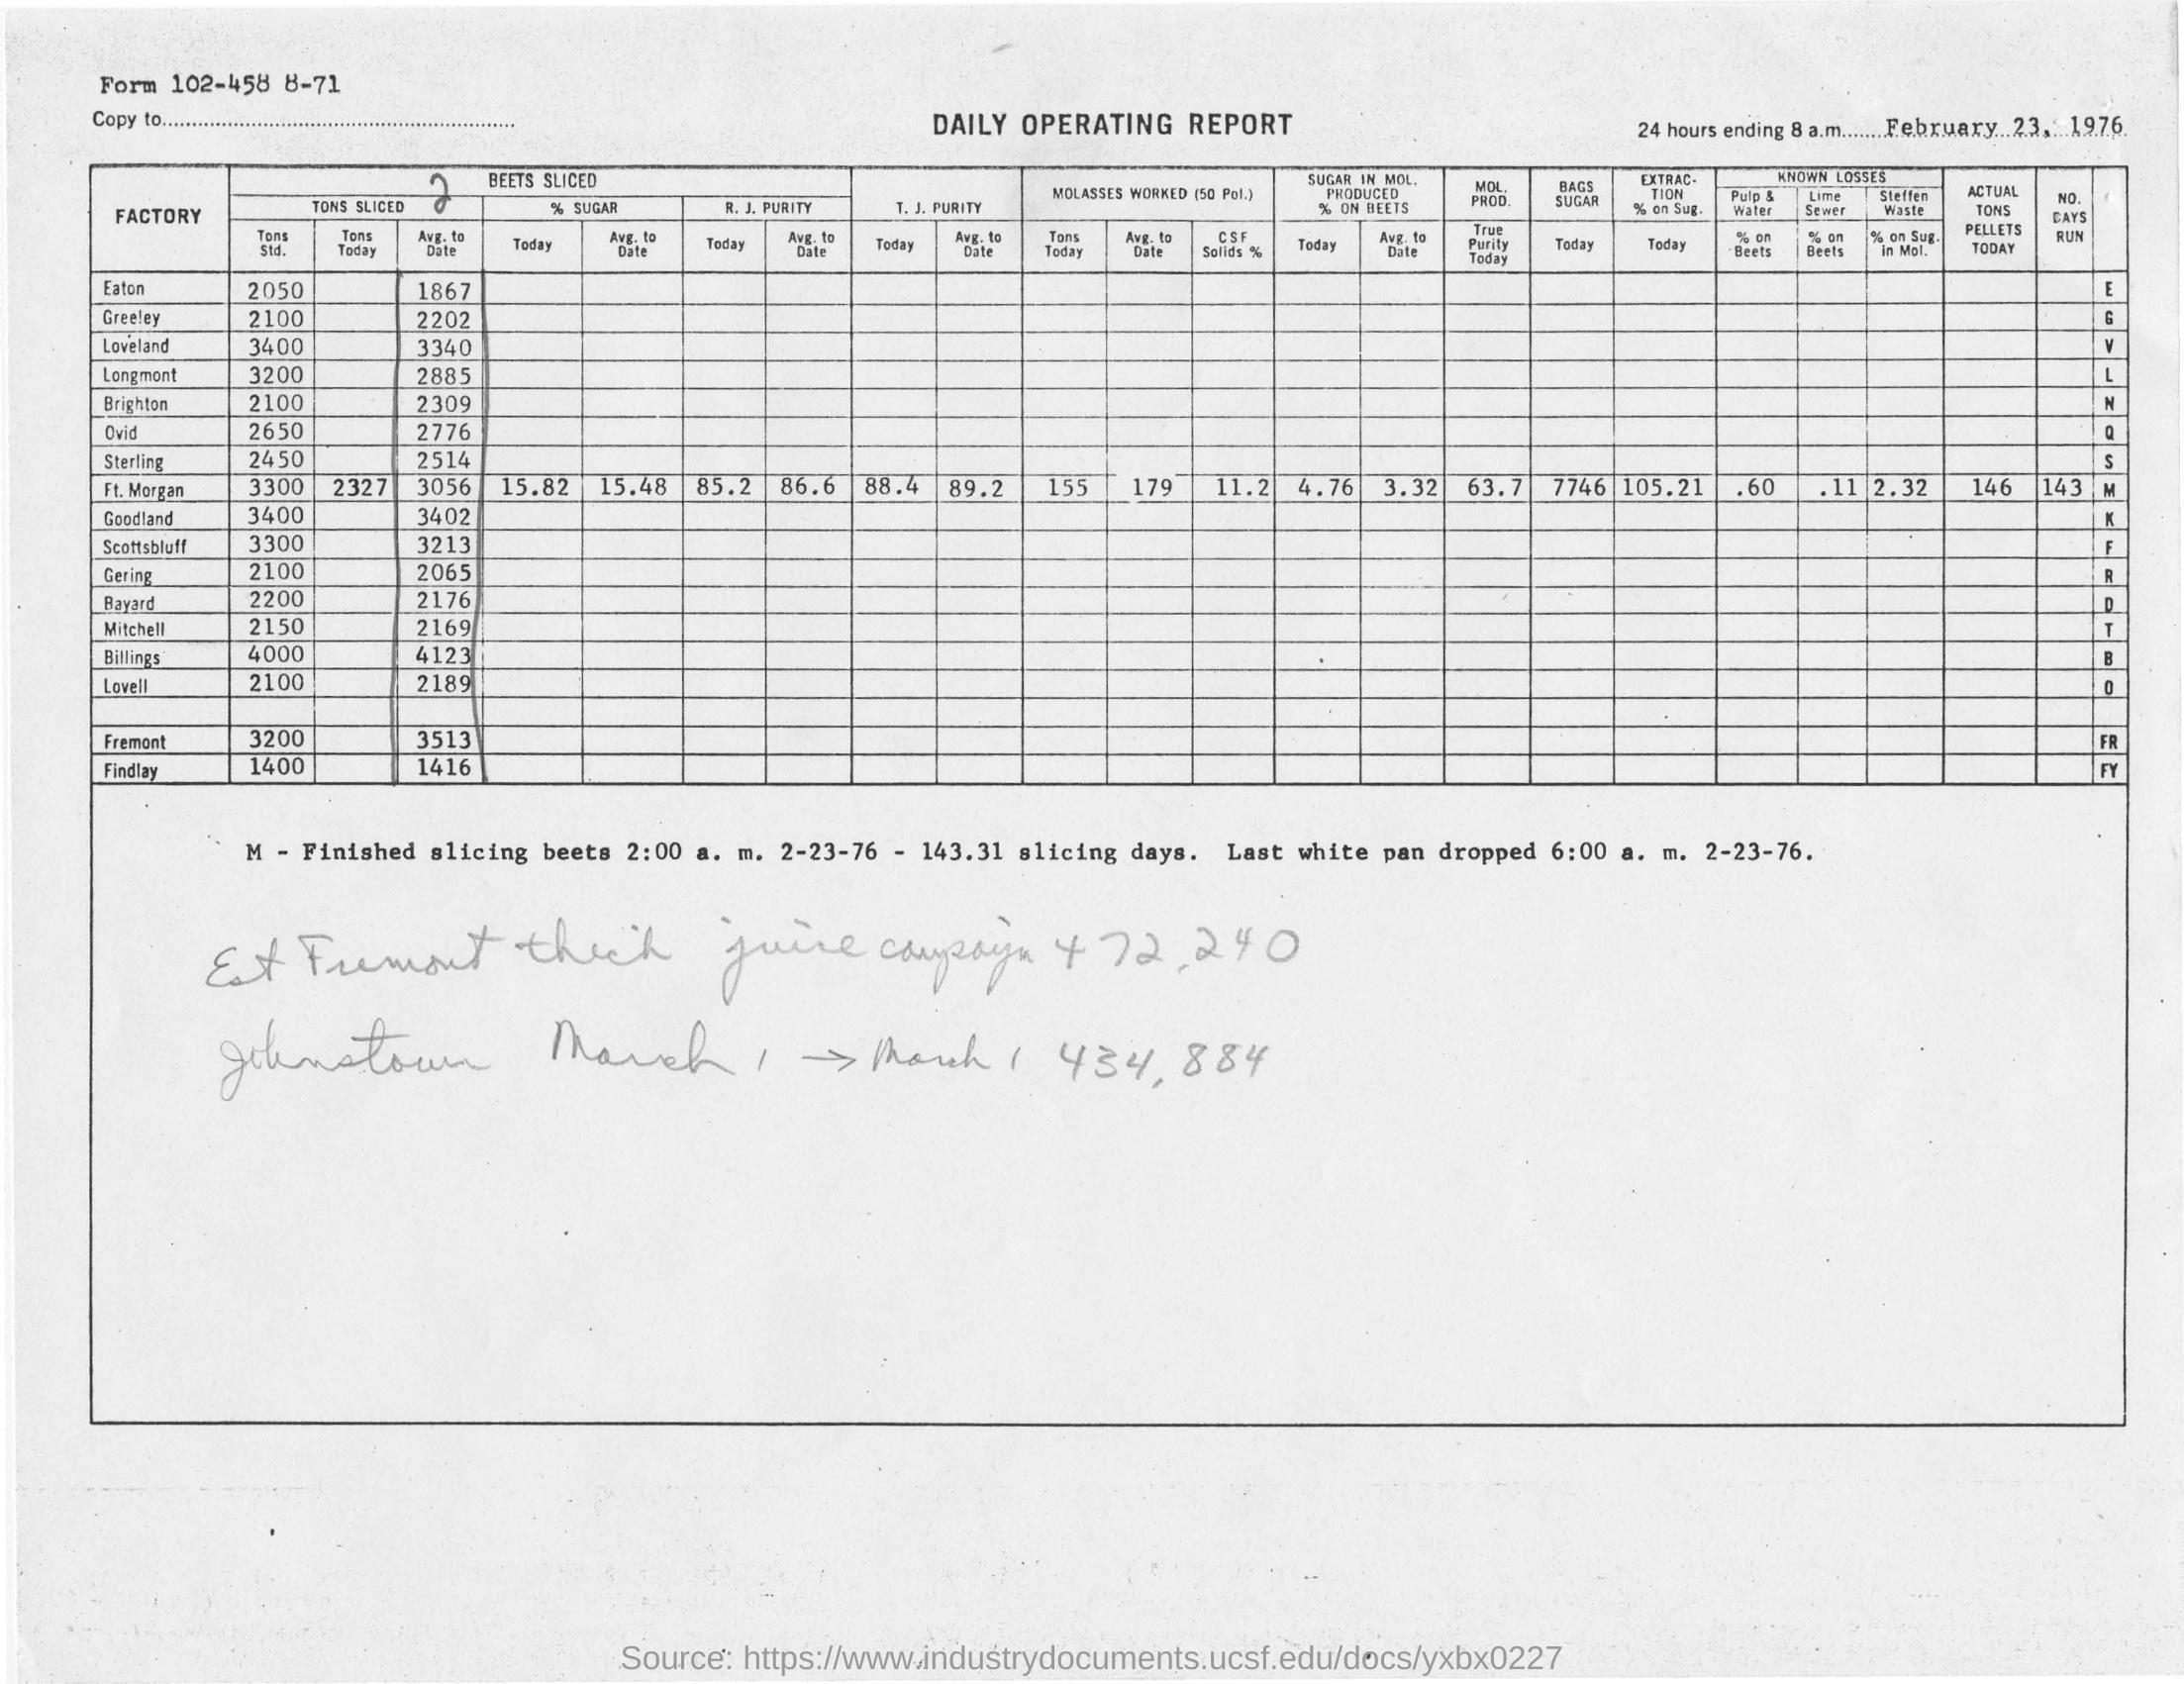 Form 102-458 8-71
Copy to
DAILY OPERATING REPORT
24 hours ending 8 a.m. February 23, 1976
FACTORY
BEETS SLICED
2
TONS SLICED
% SUGAR
R. J. PURITY
T. J. PURITY
MOLASSES WORKED (50 Pol.)
SUGAR IN MOL. PRODUCED % ON BEETS
MOL. PROD.
BAGS SUGAR
EXTRAC-TION % on Sug.
KNOWN LOSSES
Pulp & Water
Lime Sewer
Steffen Waste
ACTUAL TONS PELLETS TODAY
NO. DAYS RUN
Tons Std. Tons Today Avg. to Date Today Avg. to Date Today Avg. to Date Today Avg. to Date Tons Today Avg. to Date CSF Solids % Today Avg. to Date True Purity Today Today Today % on Beets % on Beets % on Sug. in Mol.
Eaton 2050 1867 E
Greeley 2100 2202 G
Loveland 3400 3340 V
Longmont 3200 2885 L
Brighton 2100 2309 N
Ovid 2650 2776 Q
Sterling 2450 2514 S
Ft. Morgan 3300 2327 3056 15.82 15.48 85.2 86.6 88.4 89.2 155 179 11.2 4.76 3.32 63.7 7746 105.21 .60 .11 2.32 146 143 M
Goodland 3400 3402 K
Scottsbluff 3300 3213 F
Gering 2100 2065 R
Bayard 2200 2176 D
Mitchell 2150 2169 T
Billings 4000 4123 B
Lovell 2100 2189 O
Fremont 3200 3513 FR
Findlay 1400 1416 FY
M - Finished slicing beets 2:00 a. m. 2-23-76 - 143.31 slicing days. Last white pan dropped 6:00 a. m. 2-23-76.
Est Fremont thick juice campaign 472,240
Johnstown March 1 → March 1 434,884
Source: https://www.industrydocuments.ucsf.edu/docs/yxbx0227